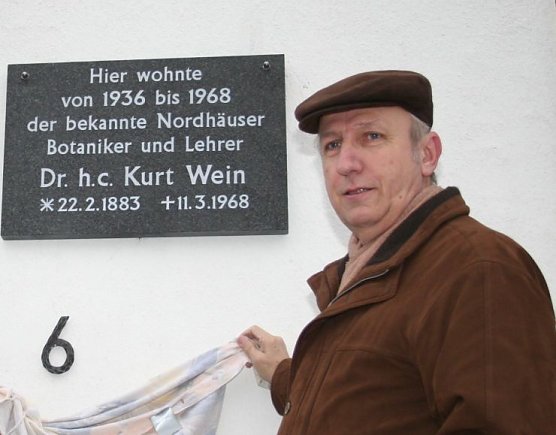 Hier wohnte
von 1936 bis 1968
der bekannte Nordhäuser
Botaniker und Lehrer
Dr. h.c. Kurt Wein
*22.2.1883 +11.3.1968
6